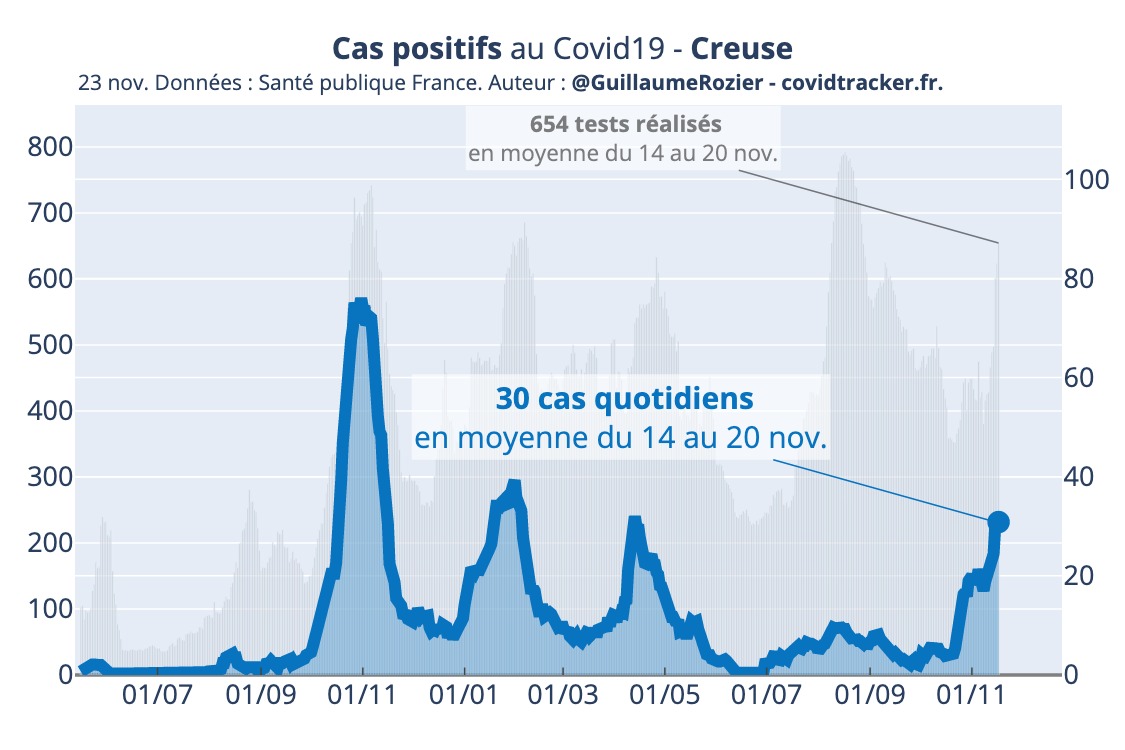 Cas positifs au Covid19 - Creuse
23 nov. Données : Santé publique France. Auteur : @GuillaumeRozier - covidtracker.fr.
654 tests réalisés
en moyenne du 14 au 20 nov.
30 cas quotidiens
en moyenne du 14 au 20 nov.
800
700
600
500
400
300
200
100
0
100
80
60
40
20
0
01/07 01/09 01/11 01/01 01/03 01/05 01/07 01/09 01/11